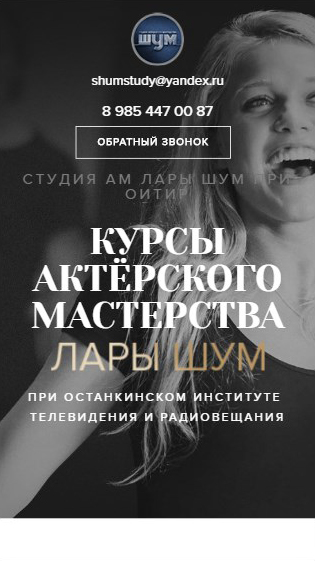 ШУМ
shumstudy@yandex.ru
8 985 447 00 87
ОБРАТНЫЙ ЗВОНОК
СТУДИЯ АМ ЛАРЫ ШУМ ПРИ
ОИТИР
КУРСЫ
АКТЁРСКОГО
МАСТЕРСТВА
ЛАРЫ ШУМ
ПРИ ОСТАНКИНСКОМ ИНСТИТУТЕ
ТЕЛЕВИДЕНИЯ И РАДИОВЕЩАНИЯ